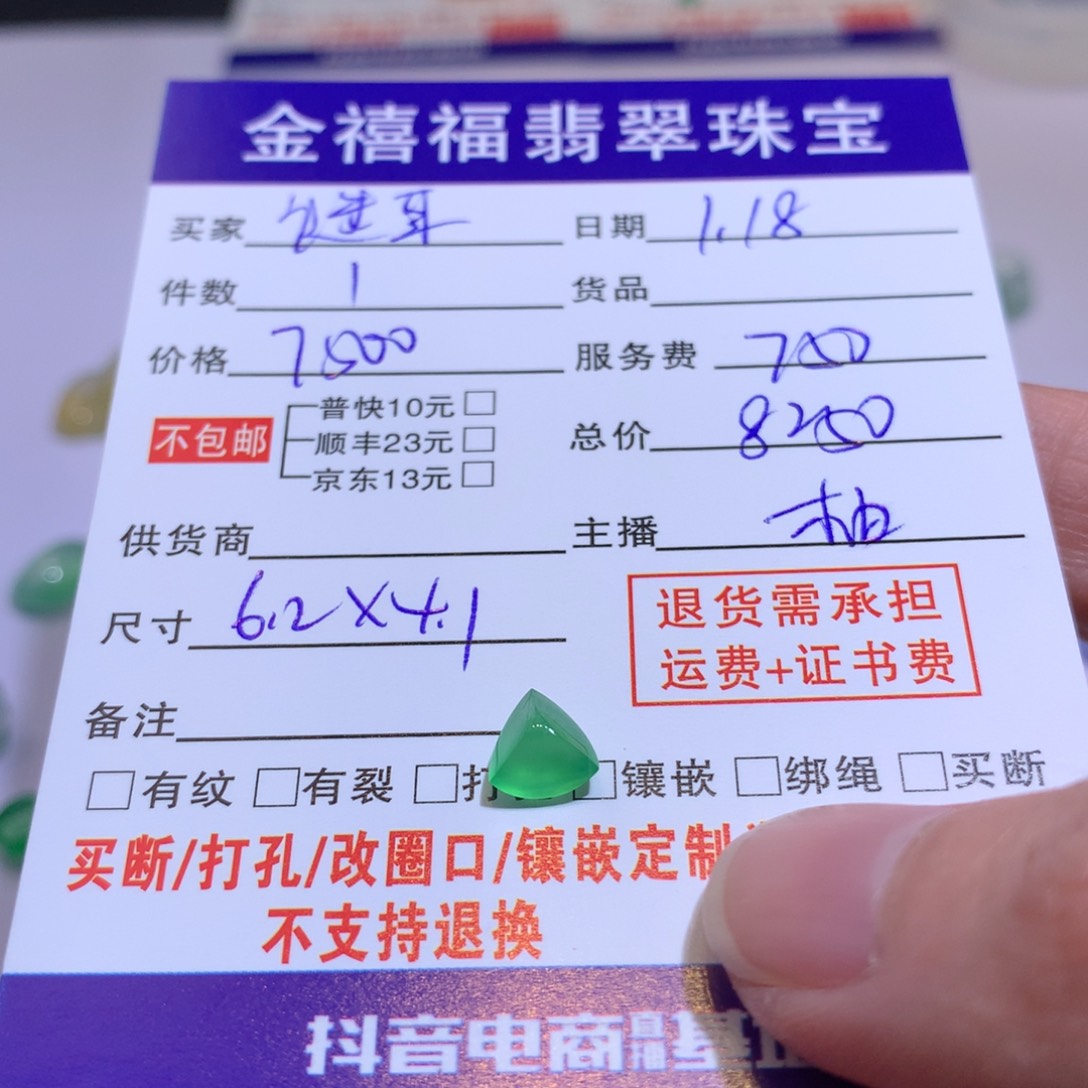 金禧福翡翠珠宝
买家 日期 1.18
件数 1 货品
价格 7500 服务费 750
不包邮
普快10元
顺丰23元
京东13元
总价 8250
供货商 主播 柚
尺寸 6.2X4.1
退货需承担
运费+证书费
备注
有纹 有裂 打 镶嵌 绑绳 买断
买断/打孔/改圈口/镶嵌定制
不支持退换
抖音电商